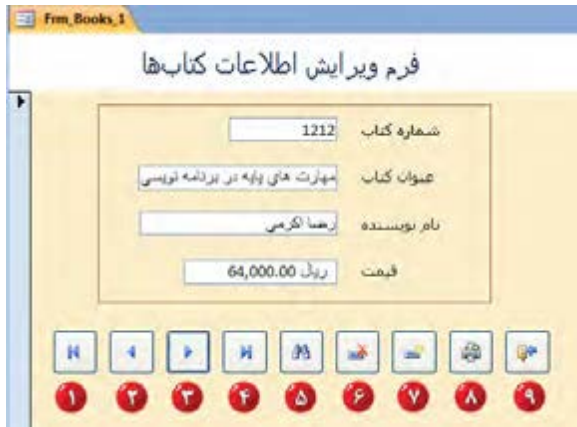 Frm_Books_1
فرم ویرایش اطلاعات کتاب‌ها
شماره کتاب 1212
عنوان کتاب مهارت های پایه در برنامه نویسی
نام نویسنده رضا اکرمی
قیمت ریال 64,000.00
۱ ۲ ۳ ۴ ۵ ۶ ۷ ۸ ۹